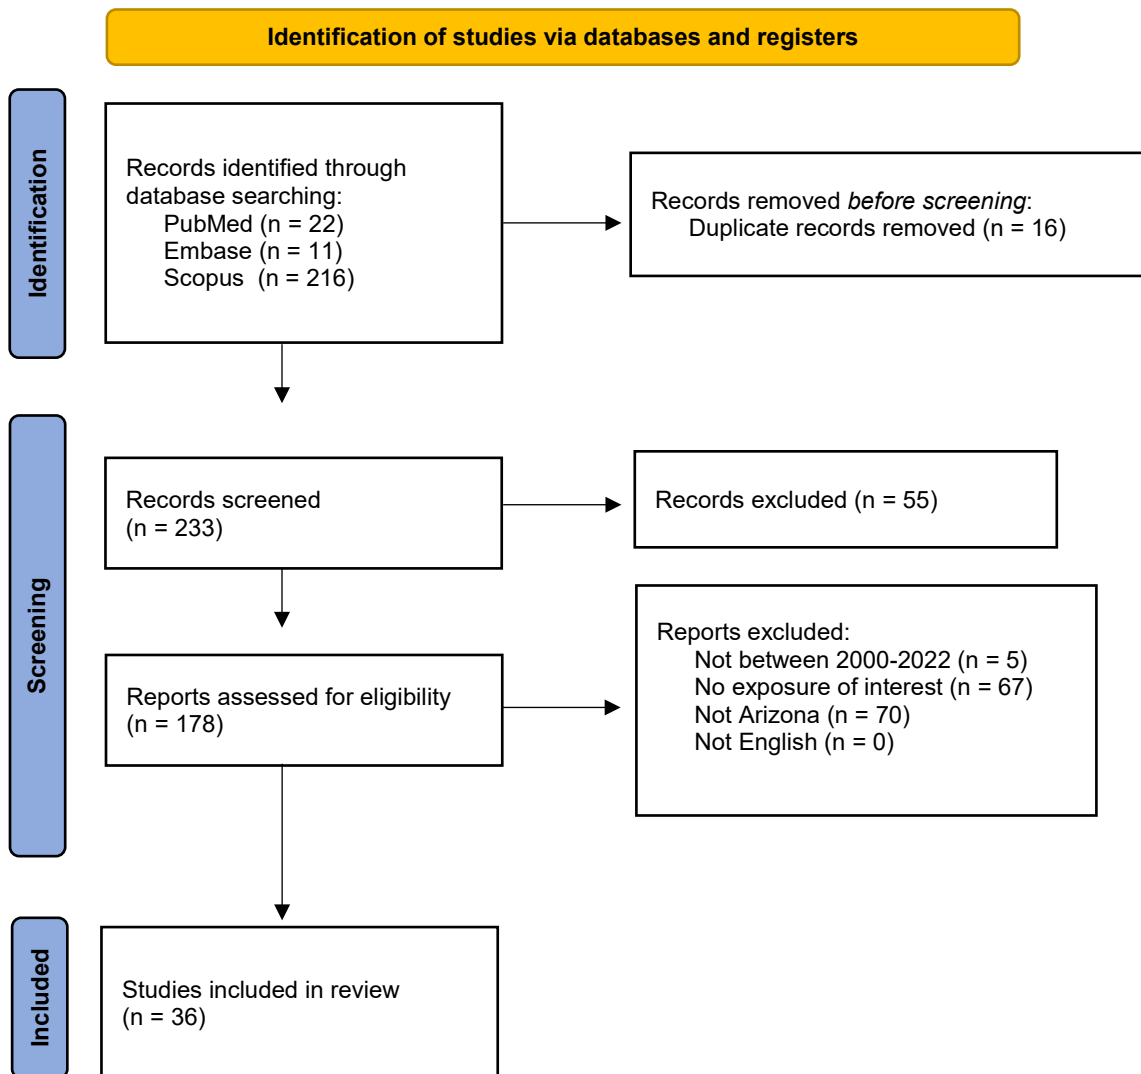 Identification of studies via databases and registers
Identification
Records identified through
database searching:
PubMed (n = 22)
Embase (n = 11)
Scopus (n = 216)
Records removed before screening:
Duplicate records removed (n = 16)
Screening
Records screened
(n = 233)
Records excluded (n = 55)
Reports assessed for eligibility
(n = 178)
Reports excluded:
Not between 2000-2022 (n = 5)
No exposure of interest (n = 67)
Not Arizona (n = 70)
Not English (n = 0)
Included
Studies included in review
(n = 36)